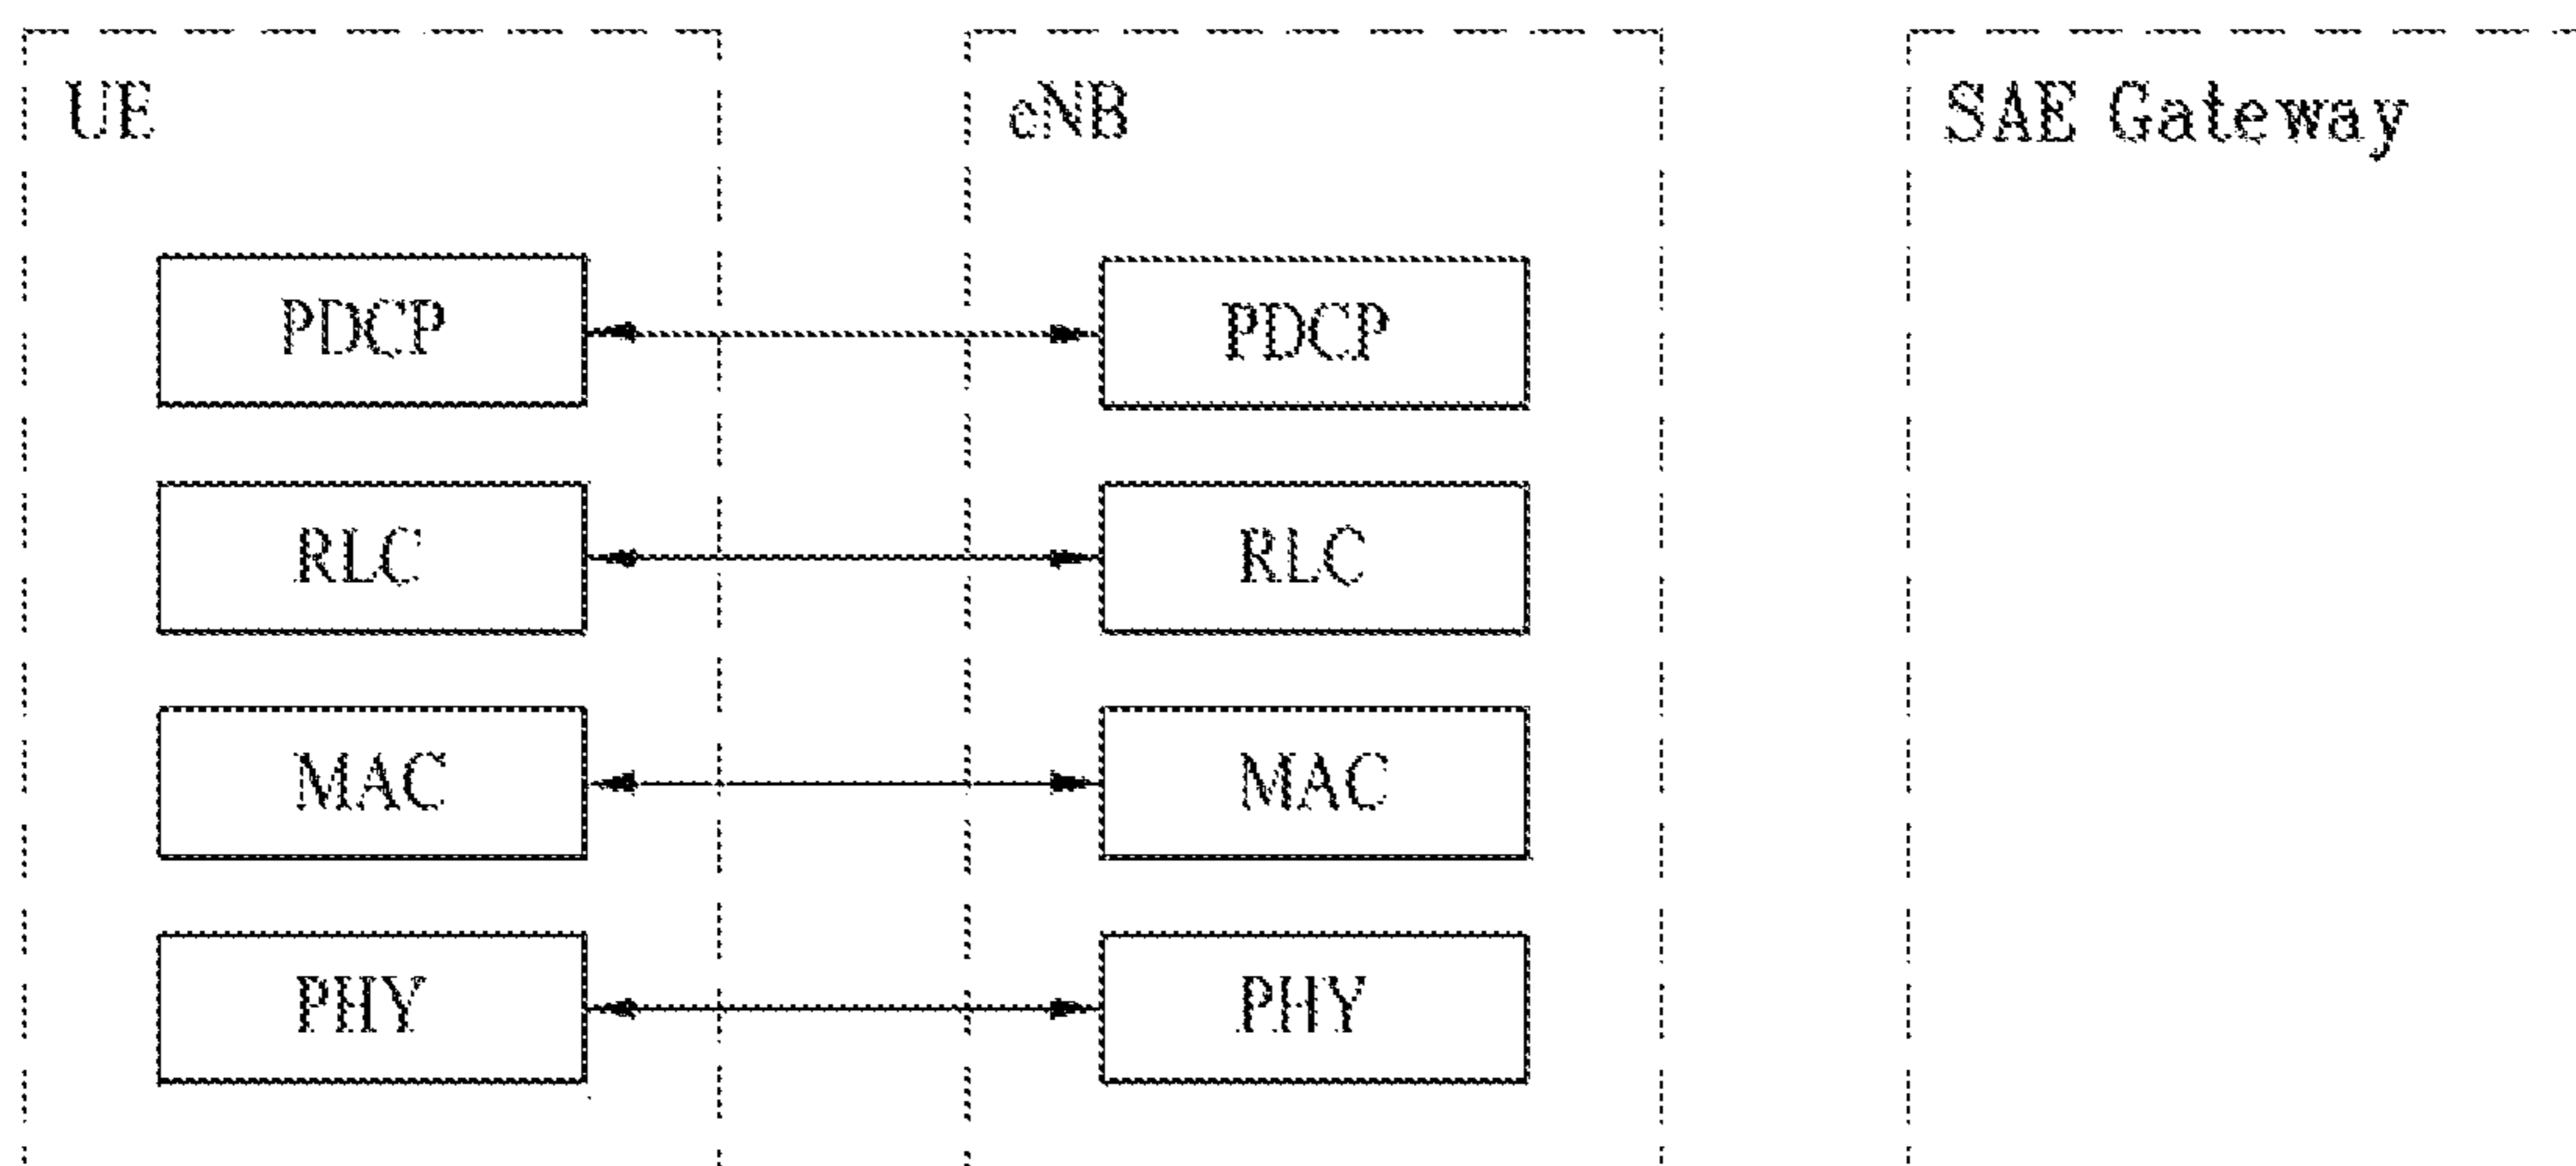 UE
eNB
SAE Gateway
PDCP
PDCP
RLC
RLC
MAC
MAC
PHY
PHY